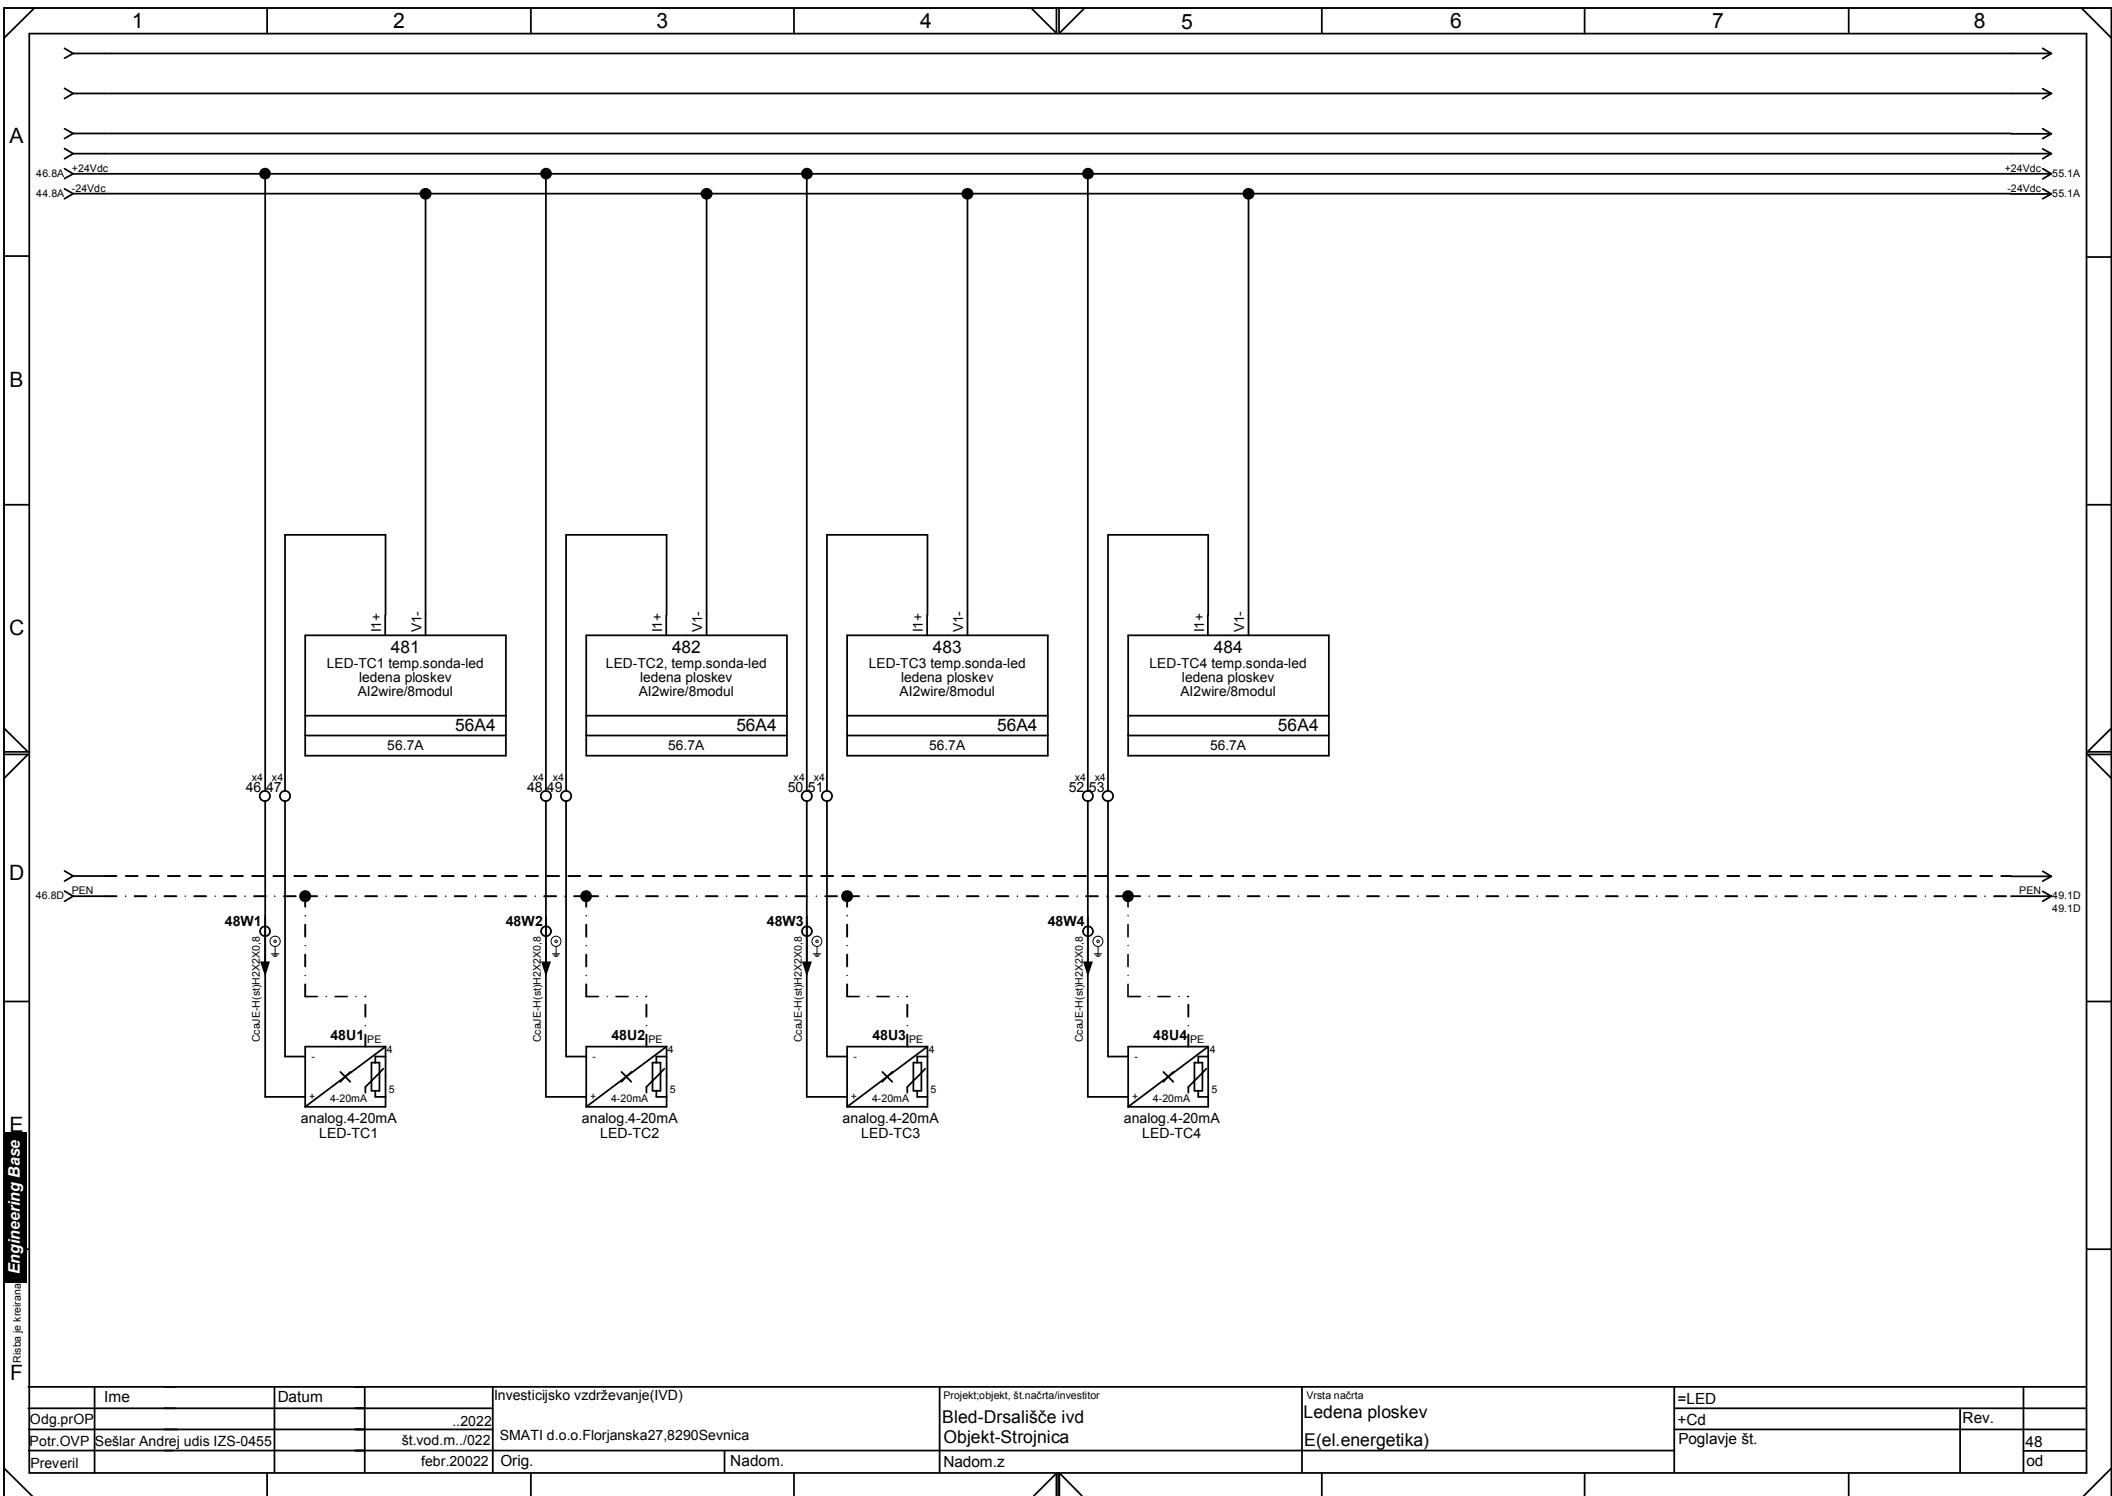 1 2 3 4 5 6 7 8
A
46.8A +24Vdc +24Vdc 55.1A
44.8A -24Vdc -24Vdc 55.1A
B
C
I1+ V1- I1+ V1- I1+ V1- I1+ V1-
481
LED-TC1 temp.sonda-led
ledena ploskev
AI2wire/8modul
56A4
56.7A
482
LED-TC2, temp.sonda-led
ledena ploskev
AI2wire/8modul
56A4
56.7A
483
LED-TC3 temp.sonda-led
ledena ploskev
AI2wire/8modul
56A4
56.7A
484
LED-TC4 temp.sonda-led
ledena ploskev
AI2wire/8modul
56A4
56.7A
x4 x4 x4 x4 x4 x4 x4 x4
46 47 48 49 50 51 52 53
D
46.8D PEN PEN 49.1D
49.1D
48W1 48W2 48W3 48W4
CcaJE-H(st)H2X2X0,8 CcaJE-H(st)H2X2X0,8 CcaJE-H(st)H2X2X0,8 CcaJE-H(st)H2X2X0,8
48U1 PE 48U2 PE 48U3 PE 48U4 PE
- 4 - 4 - 4 - 4
+ 4-20mA 5 + 4-20mA 5 + 4-20mA 5 + 4-20mA 5
analog.4-20mA analog.4-20mA analog.4-20mA analog.4-20mA
LED-TC1 LED-TC2 LED-TC3 LED-TC4
E
Engineering Base
Risba je kreirana
F
Ime Datum Investicijsko vzdrževanje(IVD) Projekt;objekt, št.načrta/investitor Vrsta načrta =LED
Odg.prOP ..2022 Bled-Drsališče ivd Ledena ploskev +Cd Rev.
Potr.OVP Sešlar Andrej udis IZS-0455 št.vod.m../022 SMATI d.o.o.Florjanska27,8290Sevnica Objekt-Strojnica E(el.energetika) Poglavje št. 48
Preveril febr.20022 Orig. Nadom. Nadom.z od